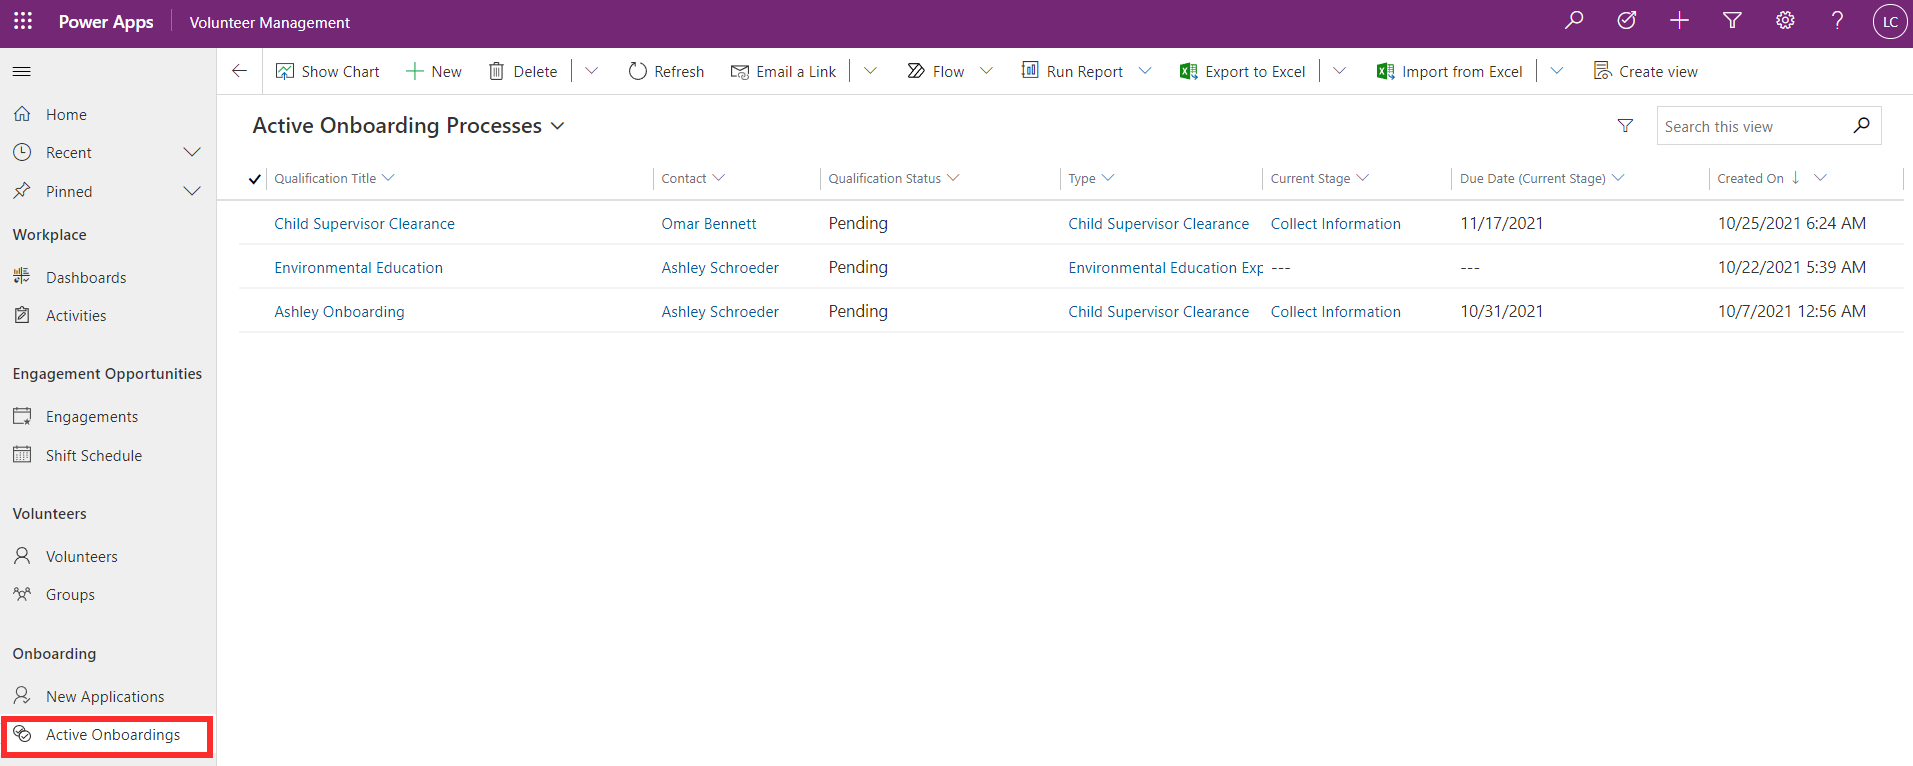 Power Apps Volunteer Management LC
Show Chart New Delete Refresh Email a Link Flow Run Report Export to Excel Import from Excel Create view
Home
Recent
Pinned
Workplace
Dashboards
Activities
Engagement Opportunities
Engagements
Shift Schedule
Volunteers
Volunteers
Groups
Onboarding
New Applications
Active Onboardings
Active Onboarding Processes
Search this view
Qualification Title Contact Qualification Status Type Current Stage Due Date (Current Stage) Created On
Child Supervisor Clearance Omar Bennett Pending Child Supervisor Clearance Collect Information 11/17/2021 10/25/2021 6:24 AM
Environmental Education Ashley Schroeder Pending Environmental Education Exp --- --- 10/22/2021 5:39 AM
Ashley Onboarding Ashley Schroeder Pending Child Supervisor Clearance Collect Information 10/31/2021 10/7/2021 12:56 AM